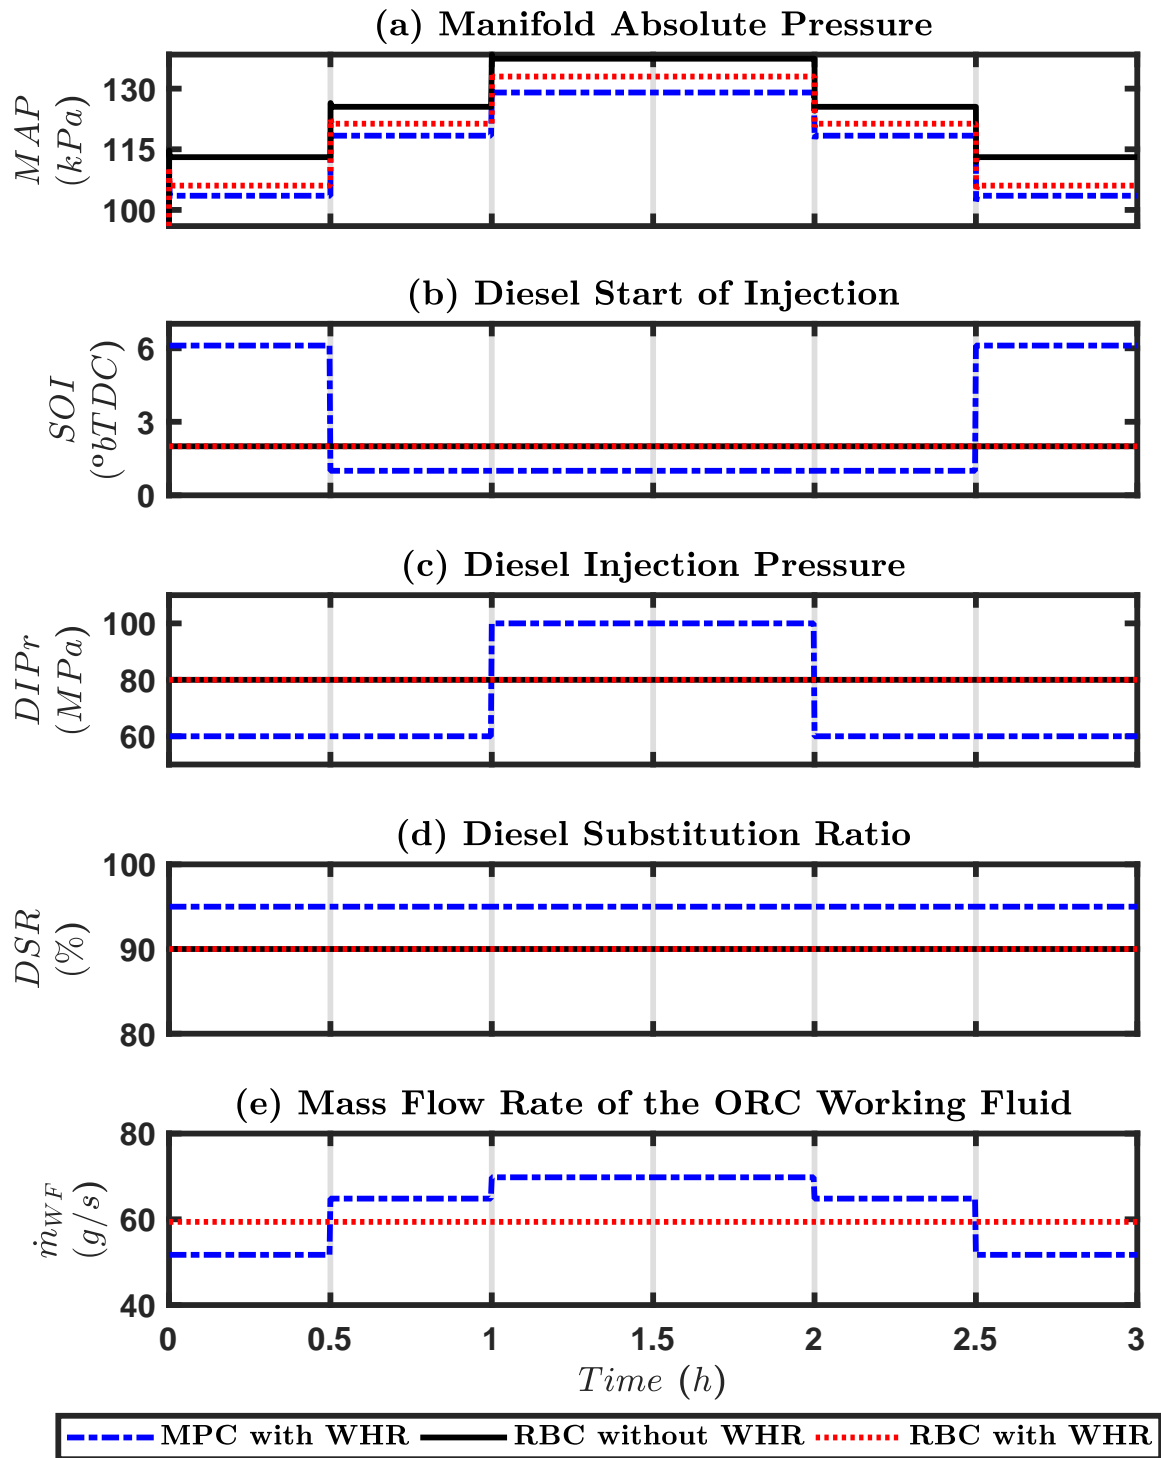 (a) Manifold Absolute Pressure
MAP
(kPa)
130
115
100
(b) Diesel Start of Injection
SOI
(ºbTDC)
6
3
0
(c) Diesel Injection Pressure
DIPr
(MPa)
100
80
60
(d) Diesel Substitution Ratio
DSR
(%)
100
90
80
(e) Mass Flow Rate of the ORC Working Fluid
ṁWF
(g/s)
80
60
40
0 0.5 1 1.5 2 2.5 3
Time (h)
MPC with WHR RBC without WHR RBC with WHR